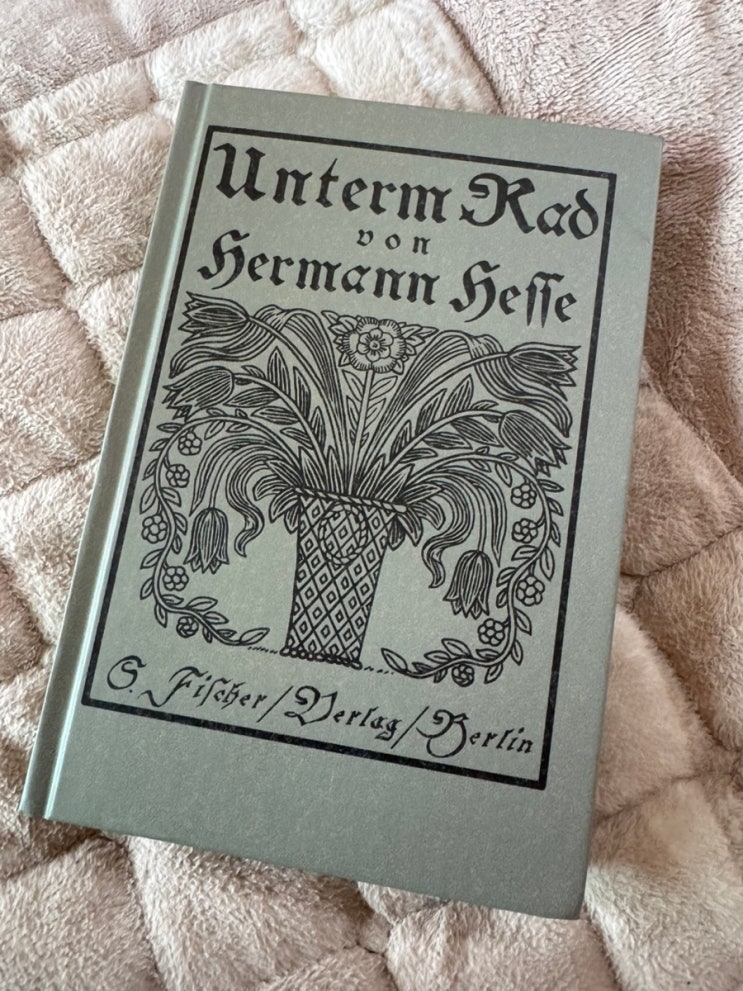 Unterm Rad
von
Hermann Hesse
S. Fischer/Verlag/Berlin